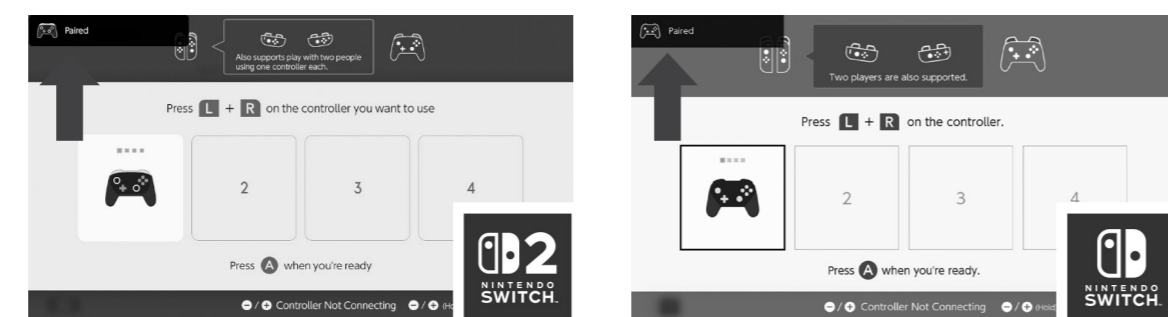 Paired
Also supports play with two people
using one controller each.
Press L + R on the controller you want to use
2
3
4
Press A when you're ready
Controller Not Connecting
2
NINTENDO
SWITCH
Paired
Two players are also supported.
Press L + R on the controller.
2
3
4
Press A when you're ready.
Controller Not Connecting
(Hold)
NINTENDO
SWITCH